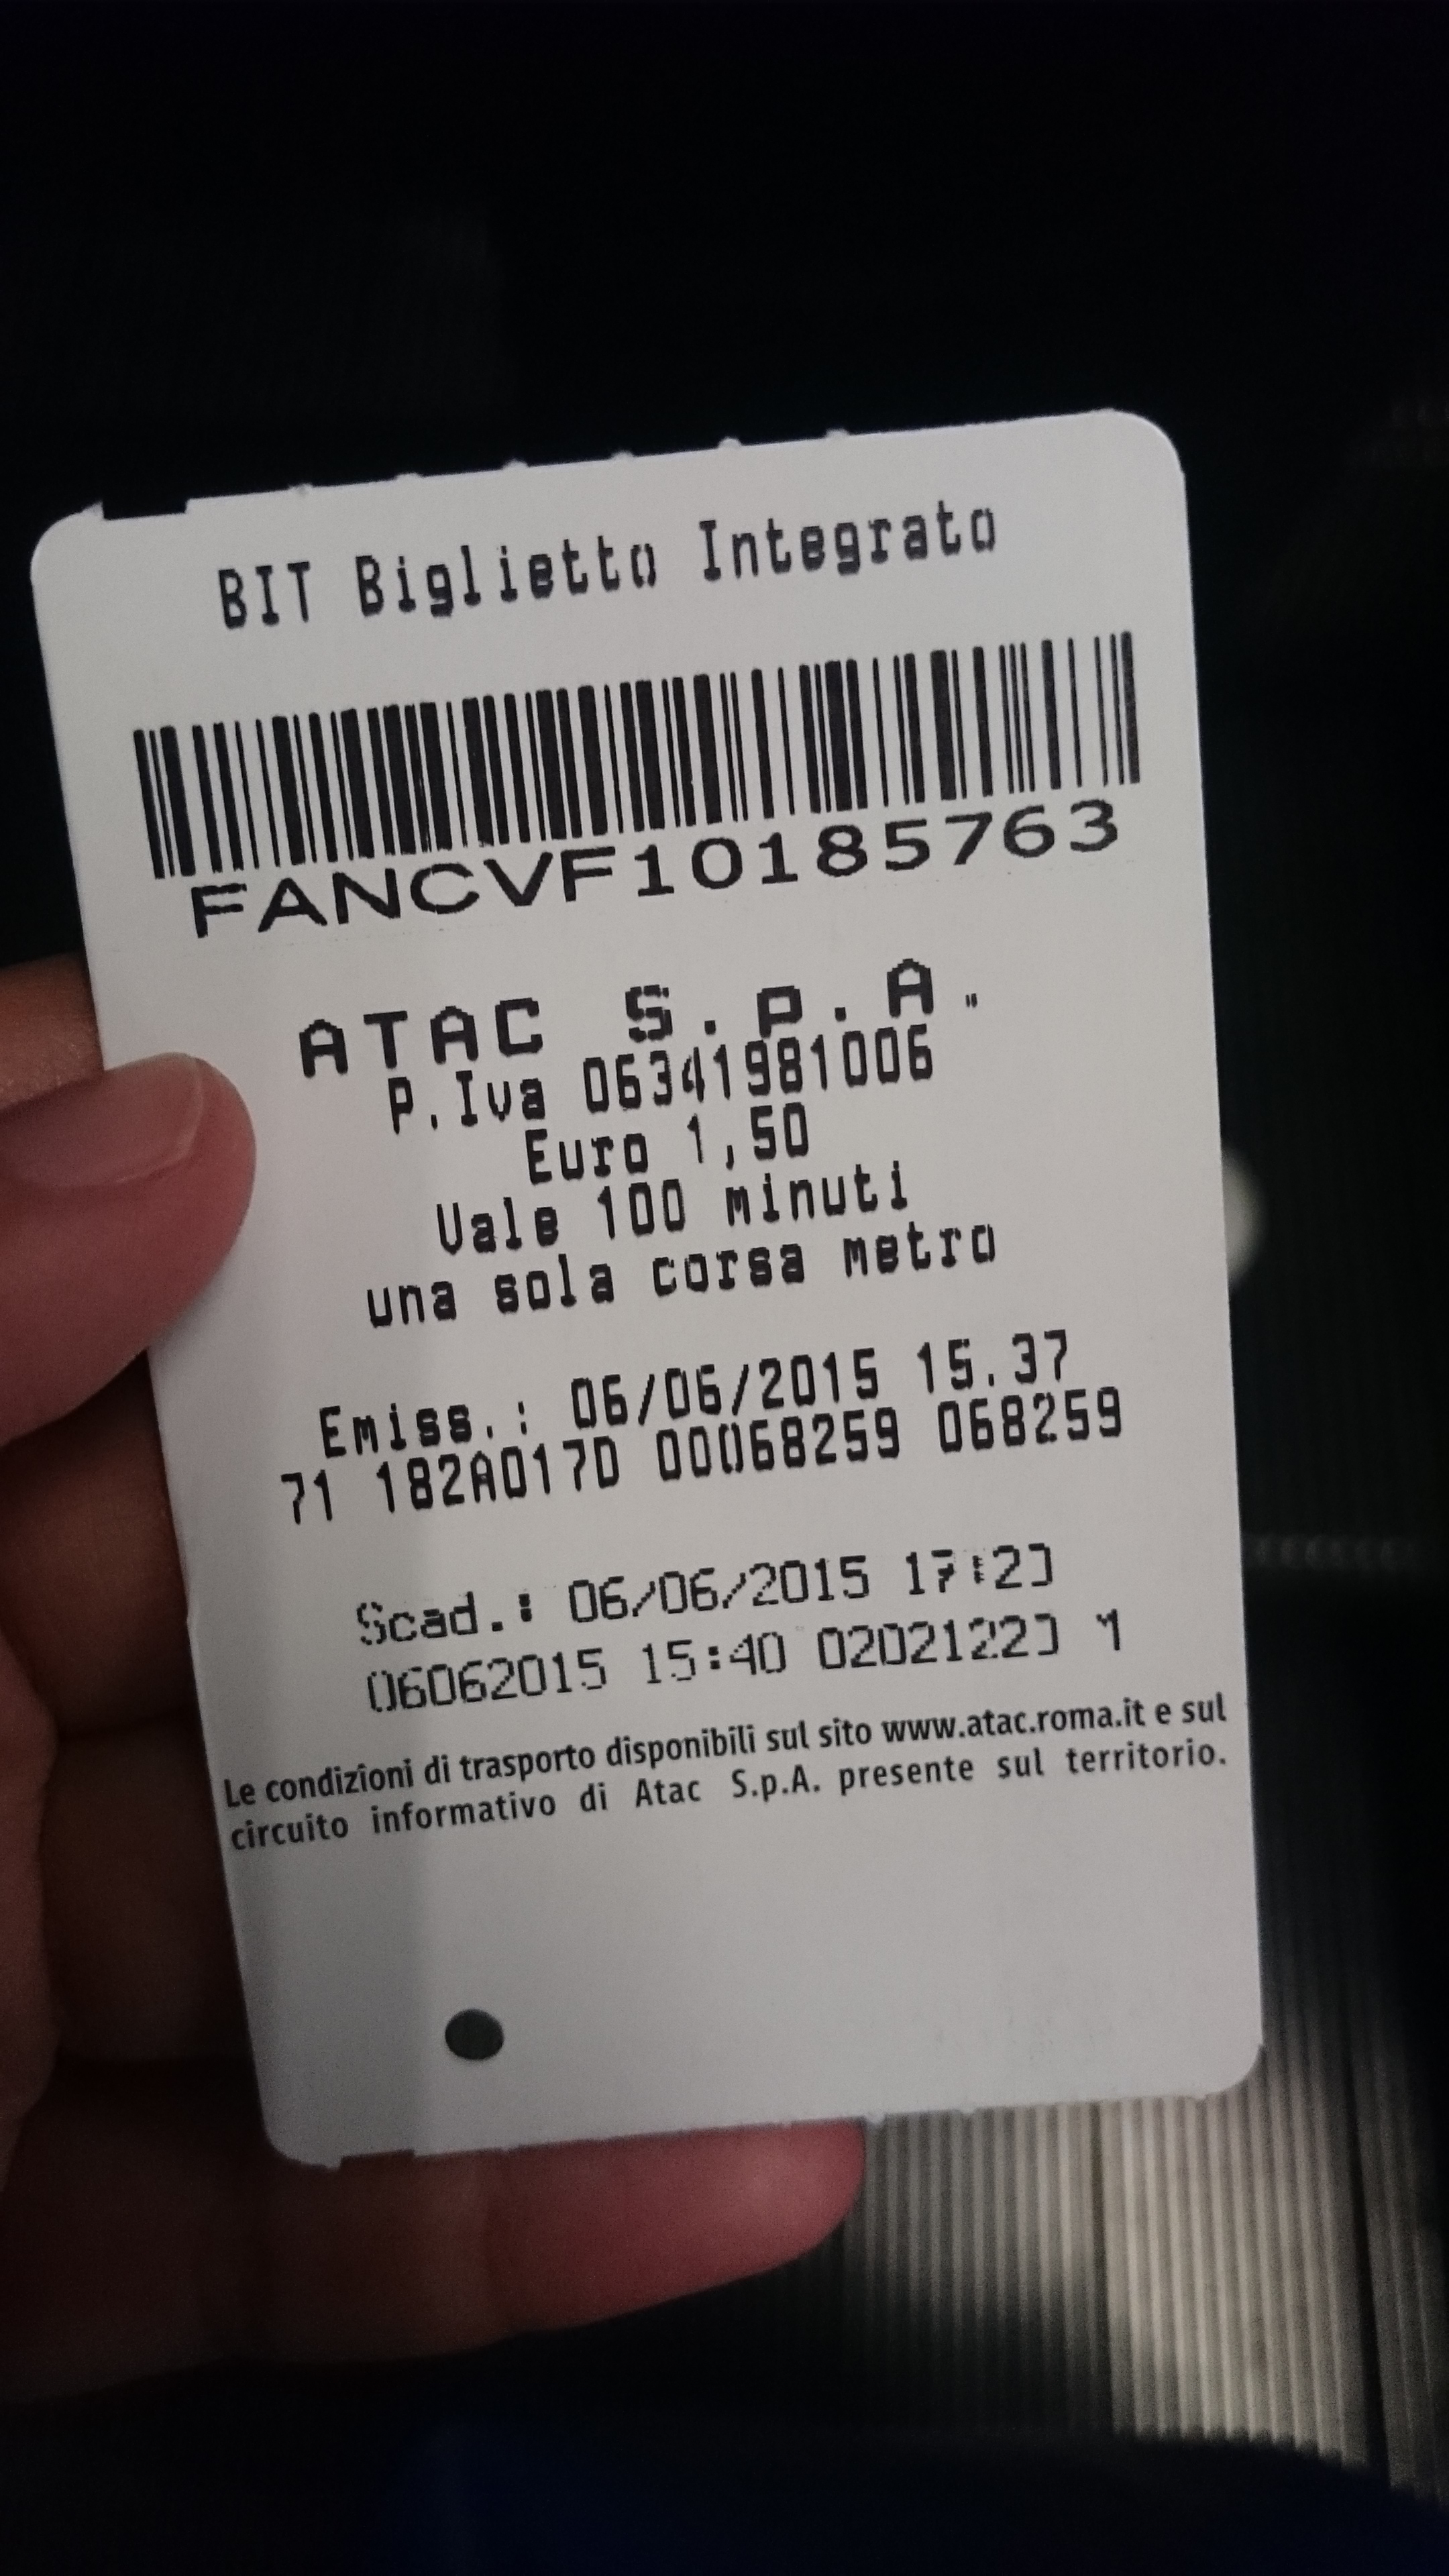 BIT Biglietto Integrato
FANCVF10185763
ATAC S.p.A.
P.Iva 06341981006
Euro 1,50
Vale 100 minuti
una sola corsa metro
Emiss.: 06/06/2015 15.37
71 182A017D 00068259 068259
Scad.: 06/06/2015 17:20
06062015 15:40 02021220 1
Le condizioni di trasporto disponibili sul sito www.atac.roma.it e sul
circuito informativo di Atac S.p.A. presente sul territorio.